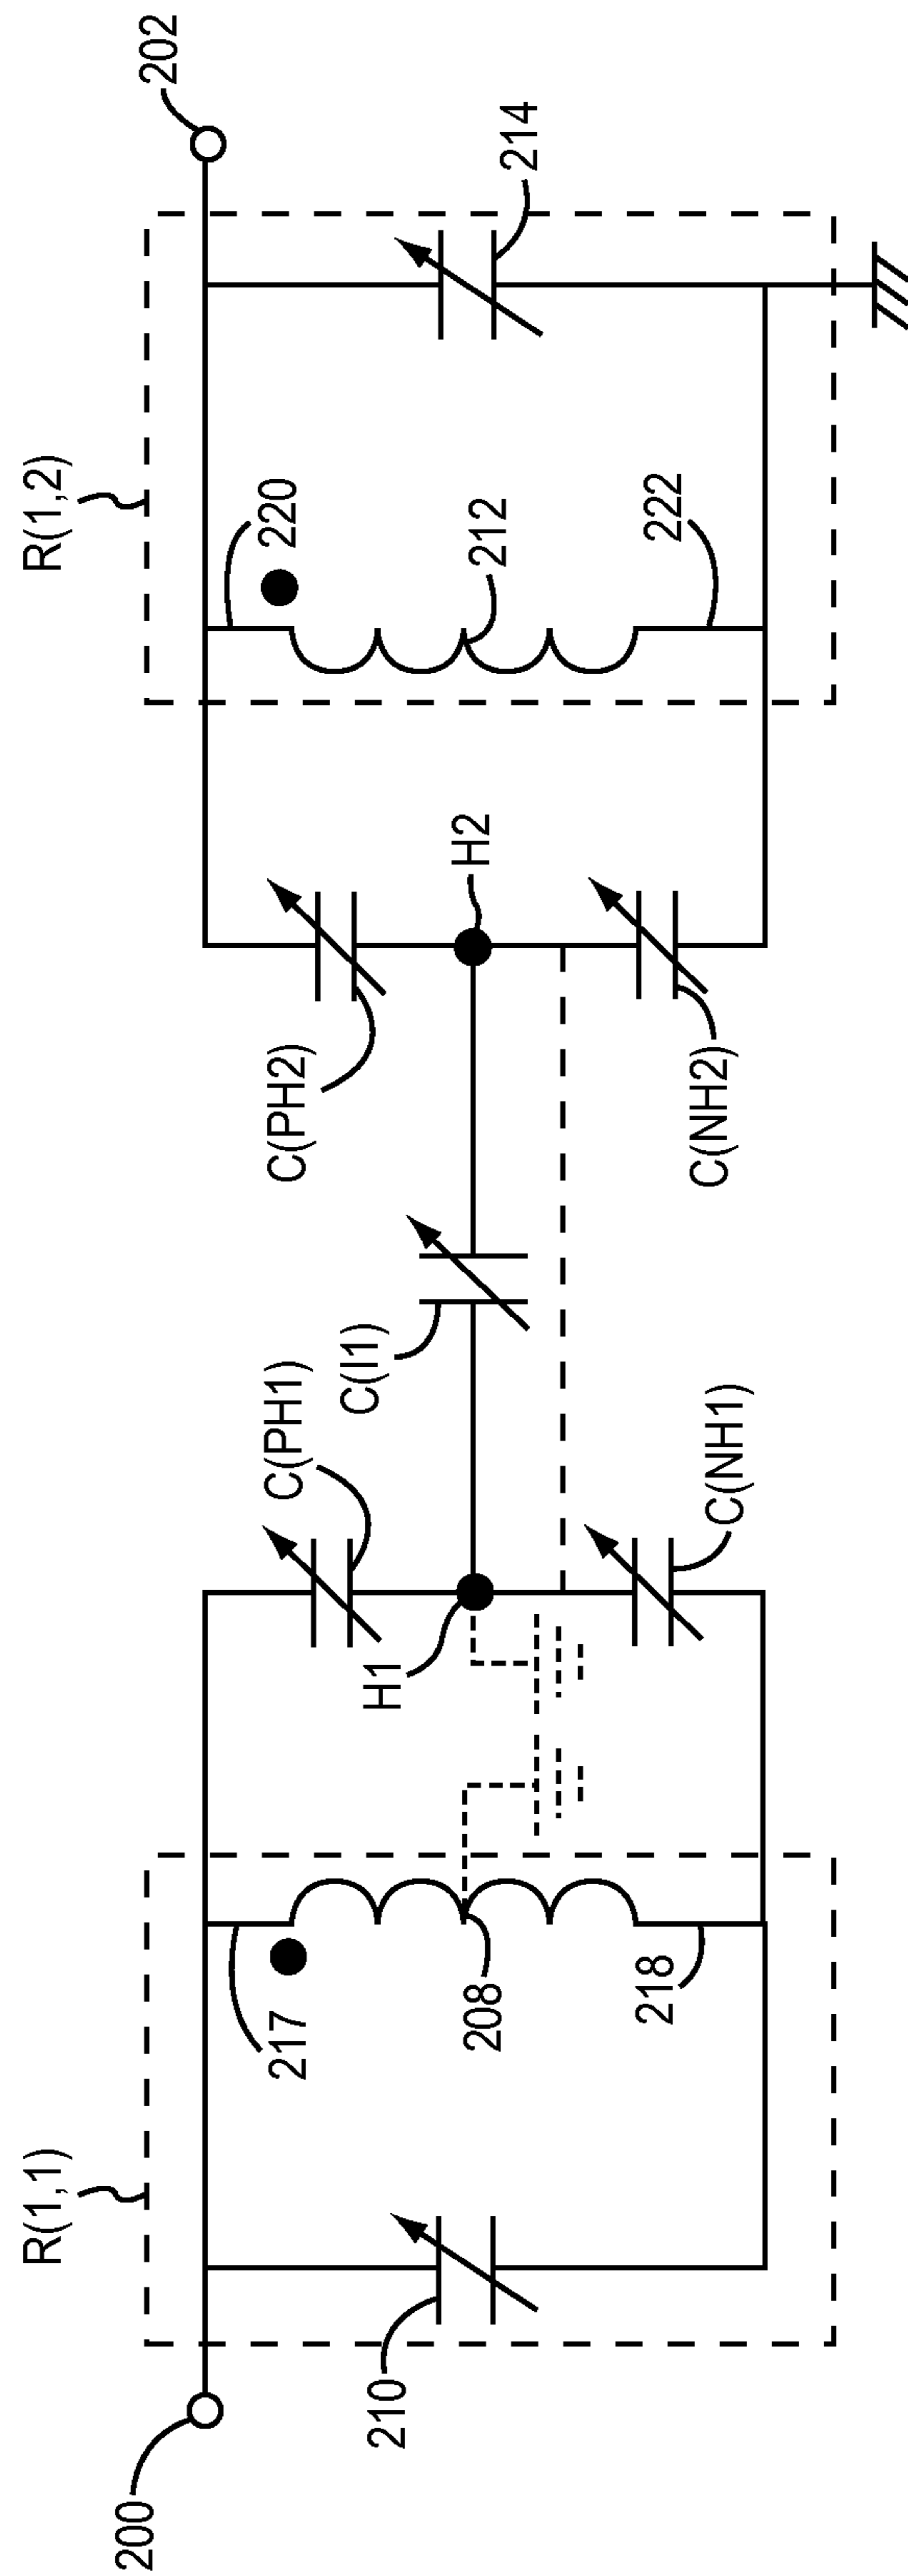 R(1,1)
R(1,2)
200
202
217
220
C(PH1)
C(PH2)
210
208
H1
C(I1)
H2
212
214
218
C(NH1)
C(NH2)
222